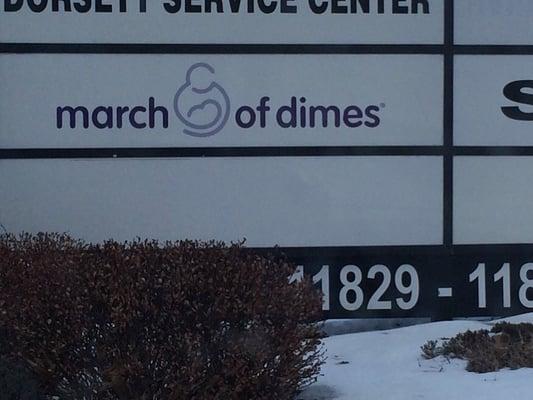 DORSETT SERVICE CENTER
march of dimes®
S
11829 - 118